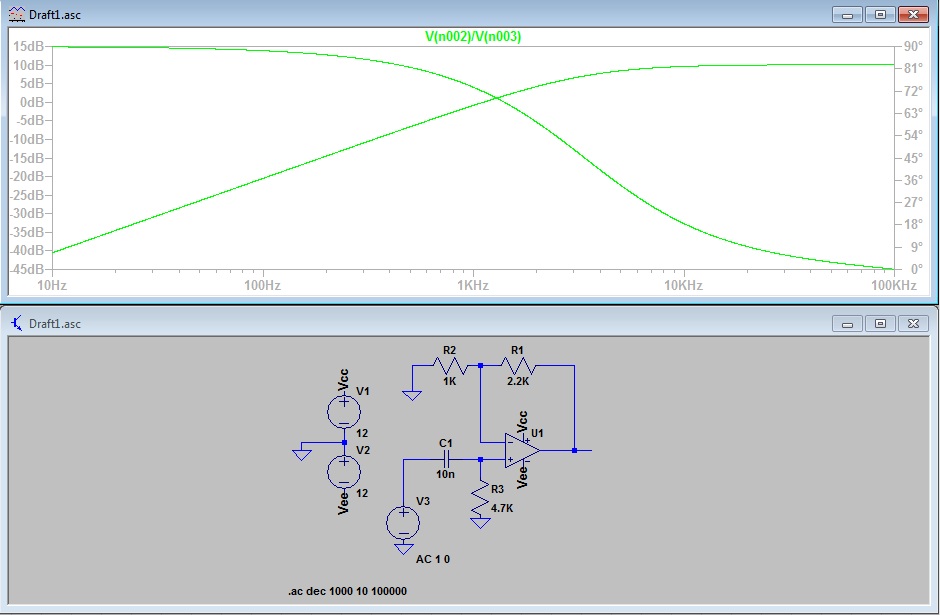 Draft1.asc
V(n002)/V(n003)
15dB
10dB
5dB
0dB
-5dB
-10dB
-15dB
-20dB
-25dB
-30dB
-35dB
-40dB
-45dB
90°
81°
72°
63°
54°
45°
36°
27°
18°
9°
0°
10Hz
100Hz
1KHz
10KHz
100KHz
Draft1.asc
R2
1K
R1
2.2K
Vcc
V1
12
V2
12
Vee
C1
10n
Vcc
U1
Vee
R3
4.7K
V3
AC 1 0
.ac dec 1000 10 100000